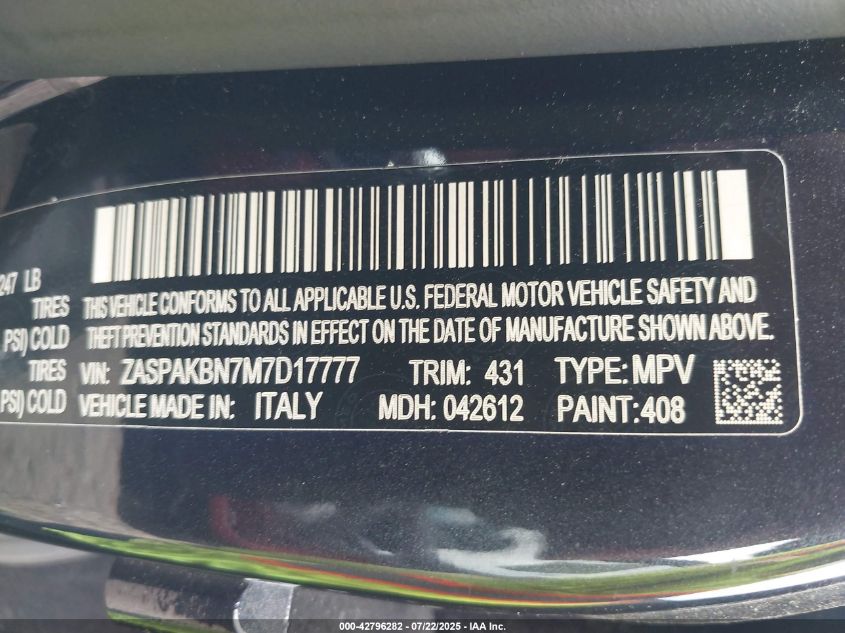 247 LB
TIRES THIS VEHICLE CONFORMS TO ALL APPLICABLE U.S. FEDERAL MOTOR VEHICLE SAFETY AND
PSI) COLD THEFT PREVENTION STANDARDS IN EFFECT ON THE DATE OF MANUFACTURE SHOWN ABOVE.
TIRES VIN: ZASPAKBN7M7D17777 TRIM: 431 TYPE: MPV
PSI) COLD VEHICLE MADE IN: ITALY MDH: 042612 PAINT:408
000-42796282 - 07/22/2025 - IAA Inc.